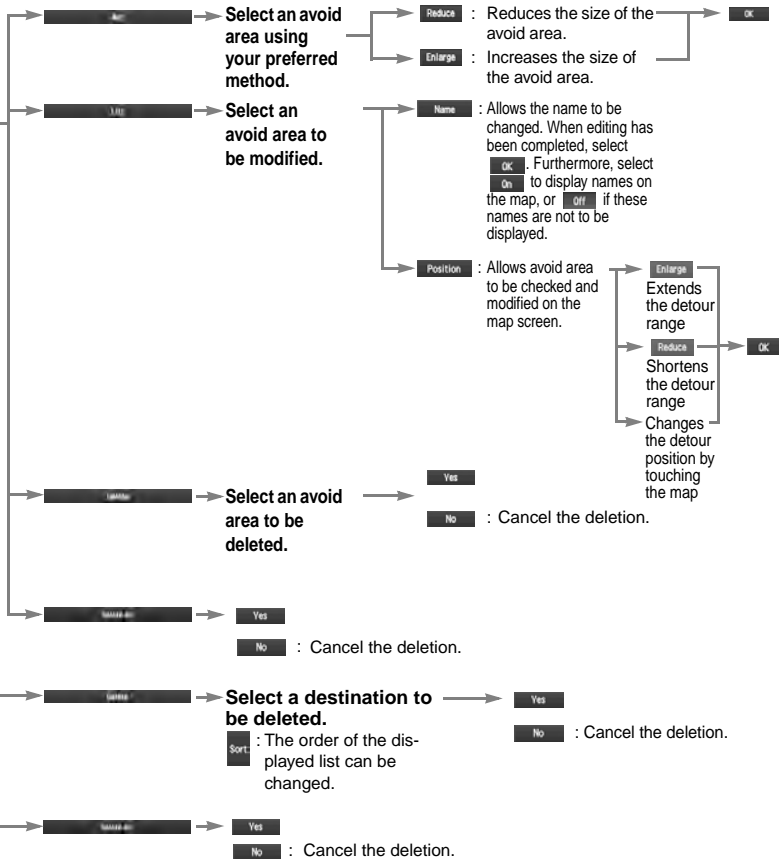 Select an avoid
area using
your preferred
method.
Reduce : Reduces the size of the
avoid area.
Enlarge : Increases the size of
the avoid area.
OK
Select an
avoid area to
be modified.
Name : Allows the name to be
changed. When editing has
been completed, select
OK . Furthermore, select
On to display names on
the map, or Off if these
names are not to be
displayed.
Position : Allows avoid area
to be checked and
modified on the
map screen.
Enlarge
Extends
the detour
range
Reduce
Shortens
the detour
range
Changes
the detour
position by
touching
the map
OK
Select an avoid
area to be
deleted.
Yes
No : Cancel the deletion.
Yes
No : Cancel the deletion.
Select a destination to
be deleted.
Sort : The order of the dis-
played list can be
changed.
Yes
No : Cancel the deletion.
Yes
No : Cancel the deletion.